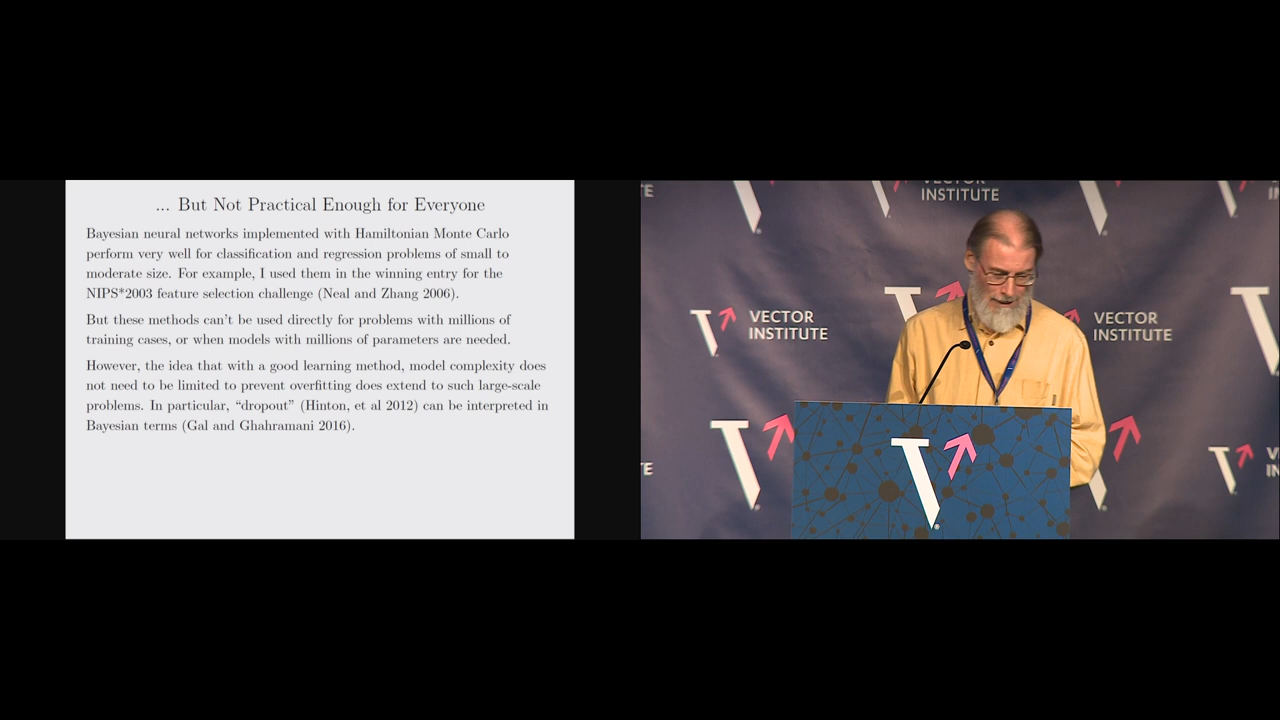 ... But Not Practical Enough for Everyone
Bayesian neural networks implemented with Hamiltonian Monte Carlo
perform very well for classification and regression problems of small to
moderate size. For example, I used them in the winning entry for the
NIPS*2003 feature selection challenge (Neal and Zhang 2006).
But these methods can't be used directly for problems with millions of
training cases, or when models with millions of parameters are needed.
However, the idea that with a good learning method, model complexity does
not need to be limited to prevent overfitting does extend to such large-scale
problems. In particular, “dropout” (Hinton, et al 2012) can be interpreted in
Bayesian terms (Gal and Ghahramani 2016).
VECTOR
INSTITUTE
VECTOR
INSTITUTE
VECTOR
INSTITUTE